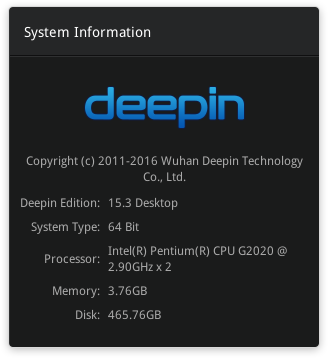 System Information
deepin
Copyright (c) 2011-2016 Wuhan Deepin Technology
Co., Ltd.
Deepin Edition: 15.3 Desktop
System Type: 64 Bit
Processor: Intel(R) Pentium(R) CPU G2020 @
2.90GHz x 2
Memory: 3.76GB
Disk: 465.76GB